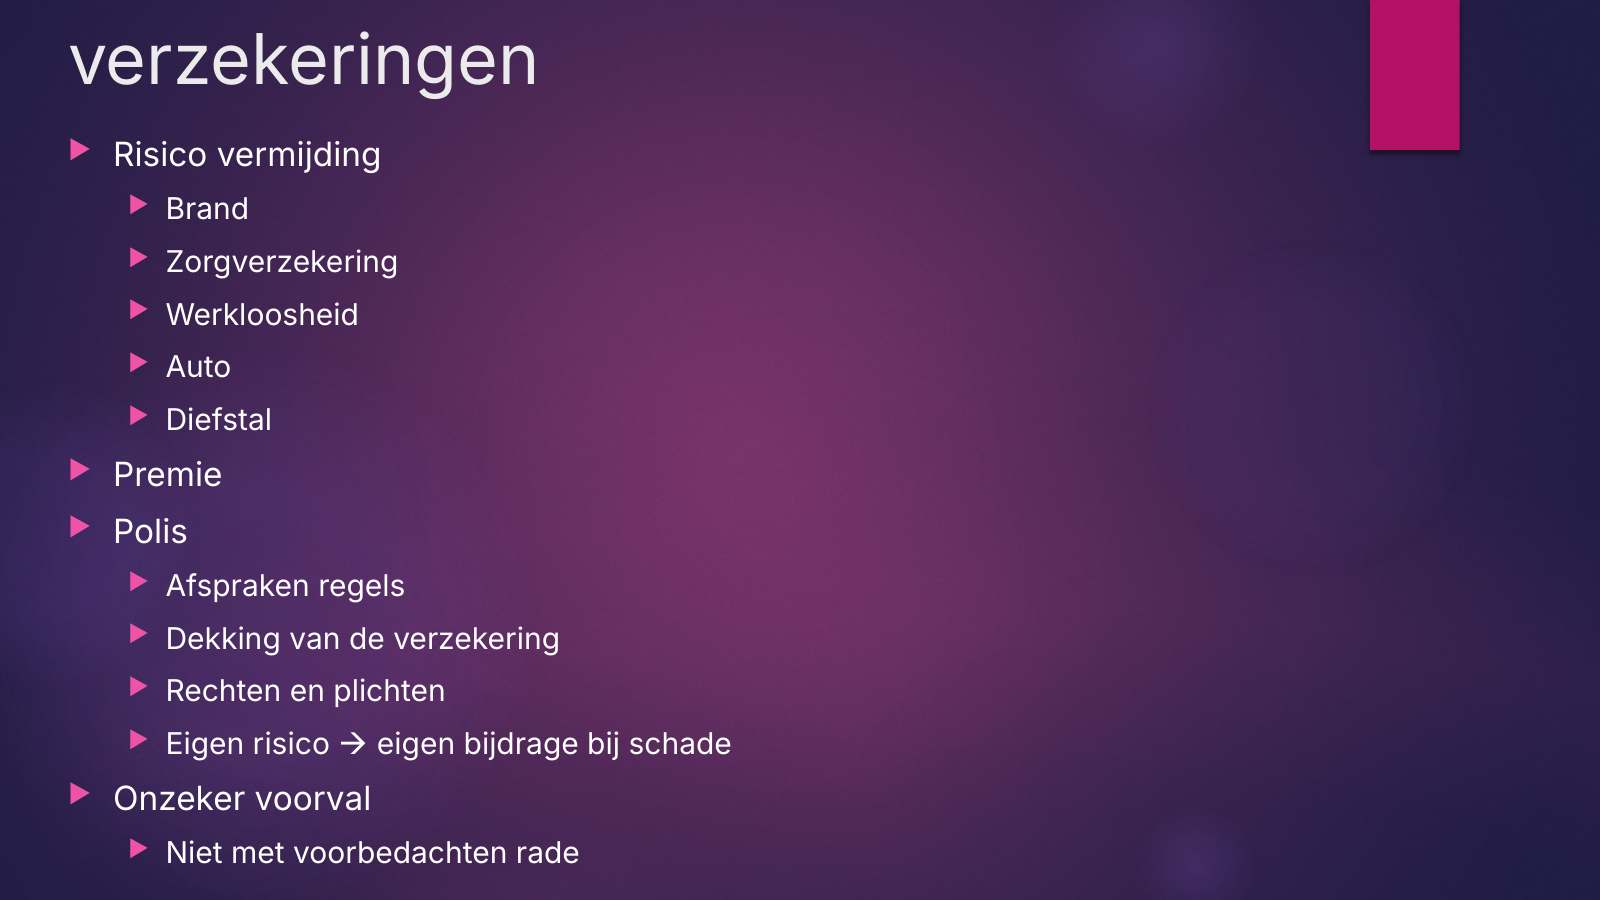 verzekeringen
Risico vermijding
Brand
Zorgverzekering
Werkloosheid
Auto
Diefstal
Premie
Polis
Afspraken regels
Dekking van de verzekering
Rechten en plichten
Eigen risico → eigen bijdrage bij schade
Onzeker voorval
Niet met voorbedachten rade